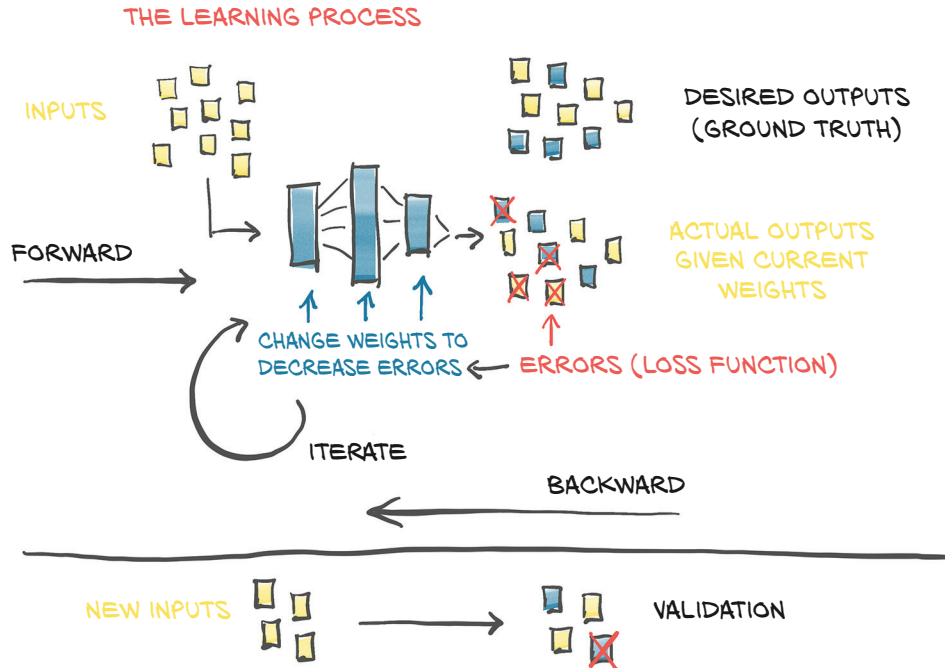 THE LEARNING PROCESS
INPUTS
DESIRED OUTPUTS
(GROUND TRUTH)
FORWARD
ACTUAL OUTPUTS
GIVEN CURRENT
WEIGHTS
CHANGE WEIGHTS TO
DECREASE ERRORS
ERRORS (LOSS FUNCTION)
ITERATE
BACKWARD
NEW INPUTS
VALIDATION